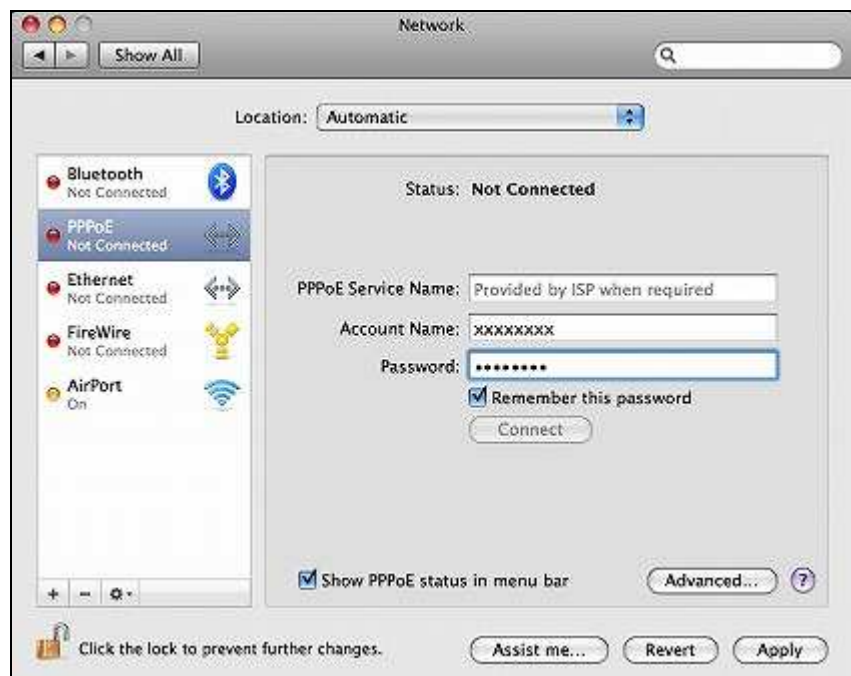 Network
Show All
Location: Automatic
Bluetooth
Not Connected
PPPoE
Not Connected
Ethernet
Not Connected
FireWire
Not Connected
AirPort
On
Status: Not Connected
PPPoE Service Name: Provided by ISP when required
Account Name: xxxxxxxx
Password: ••••••••
Remember this password
Connect
Show PPPoE status in menu bar
Advanced... ?
Click the lock to prevent further changes.
Assist me... Revert Apply